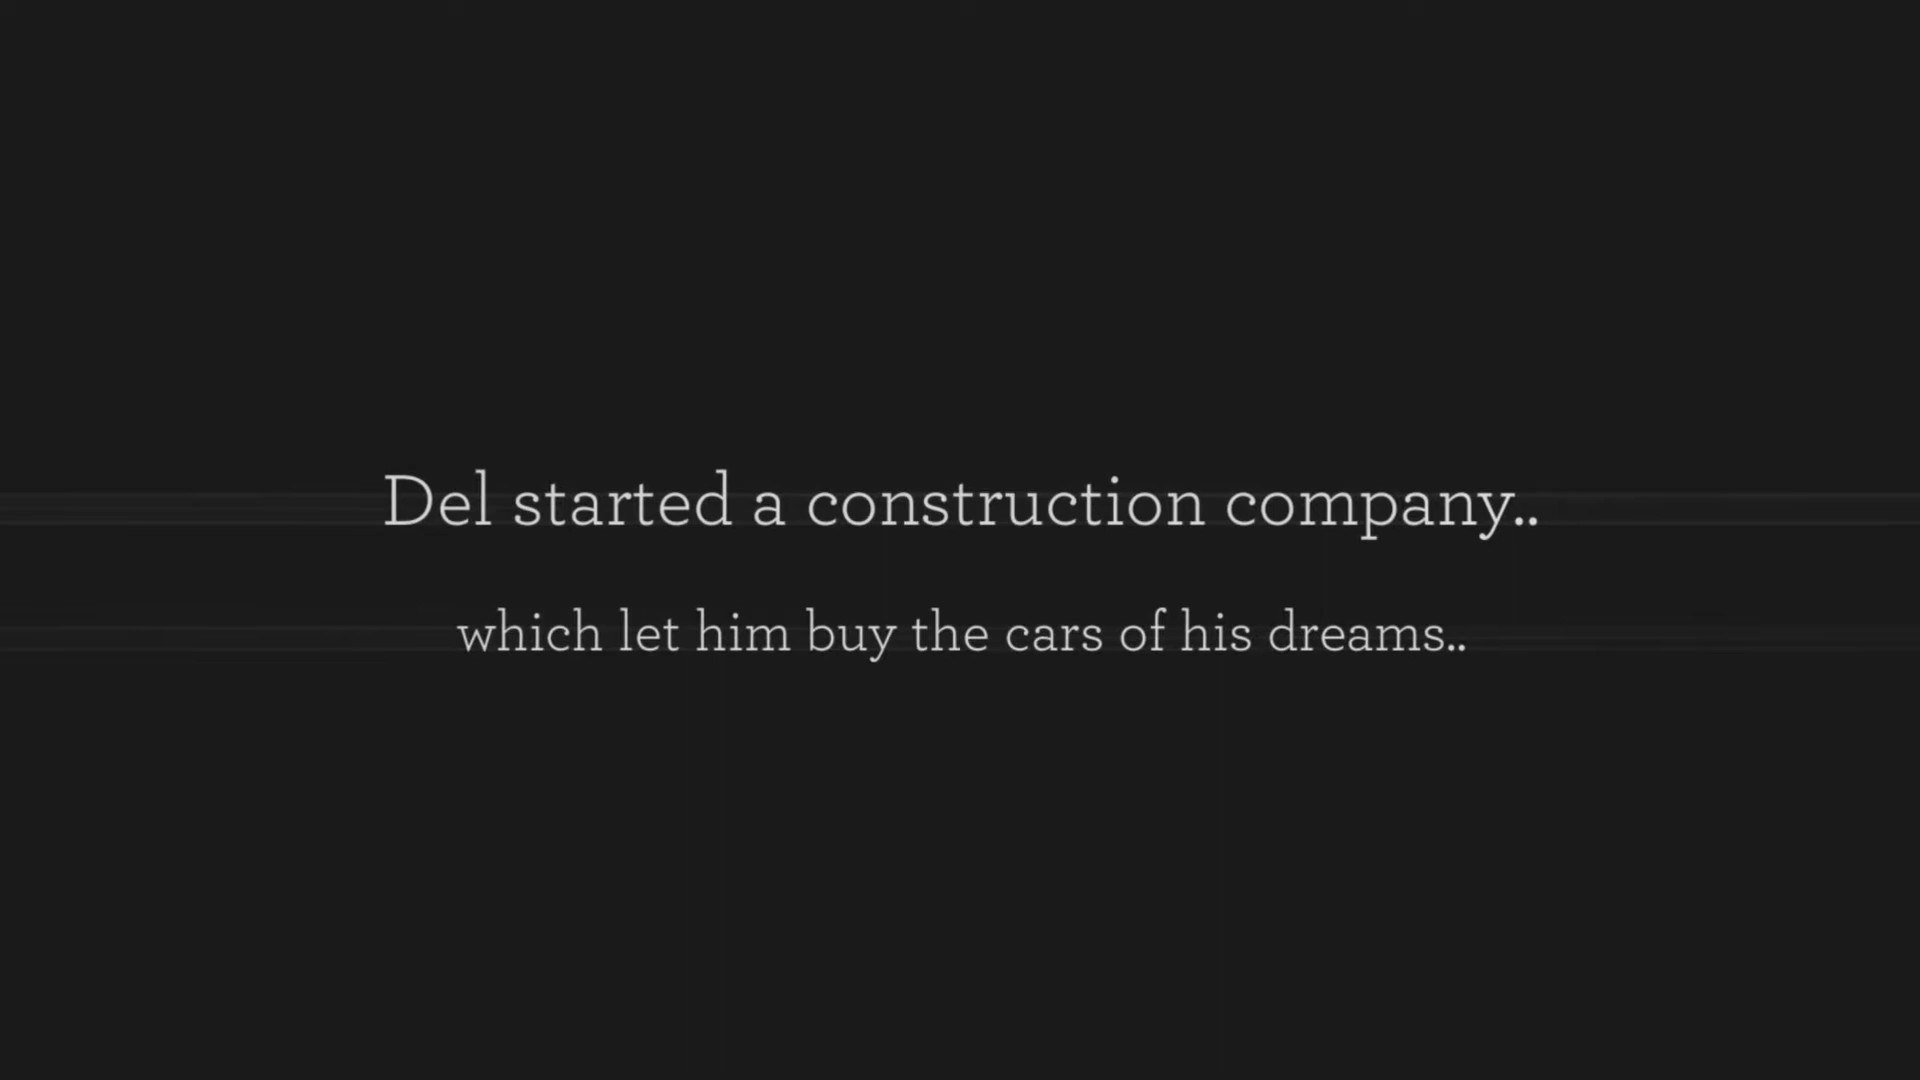 Del started a construction company..
which let him buy the cars of his dreams..